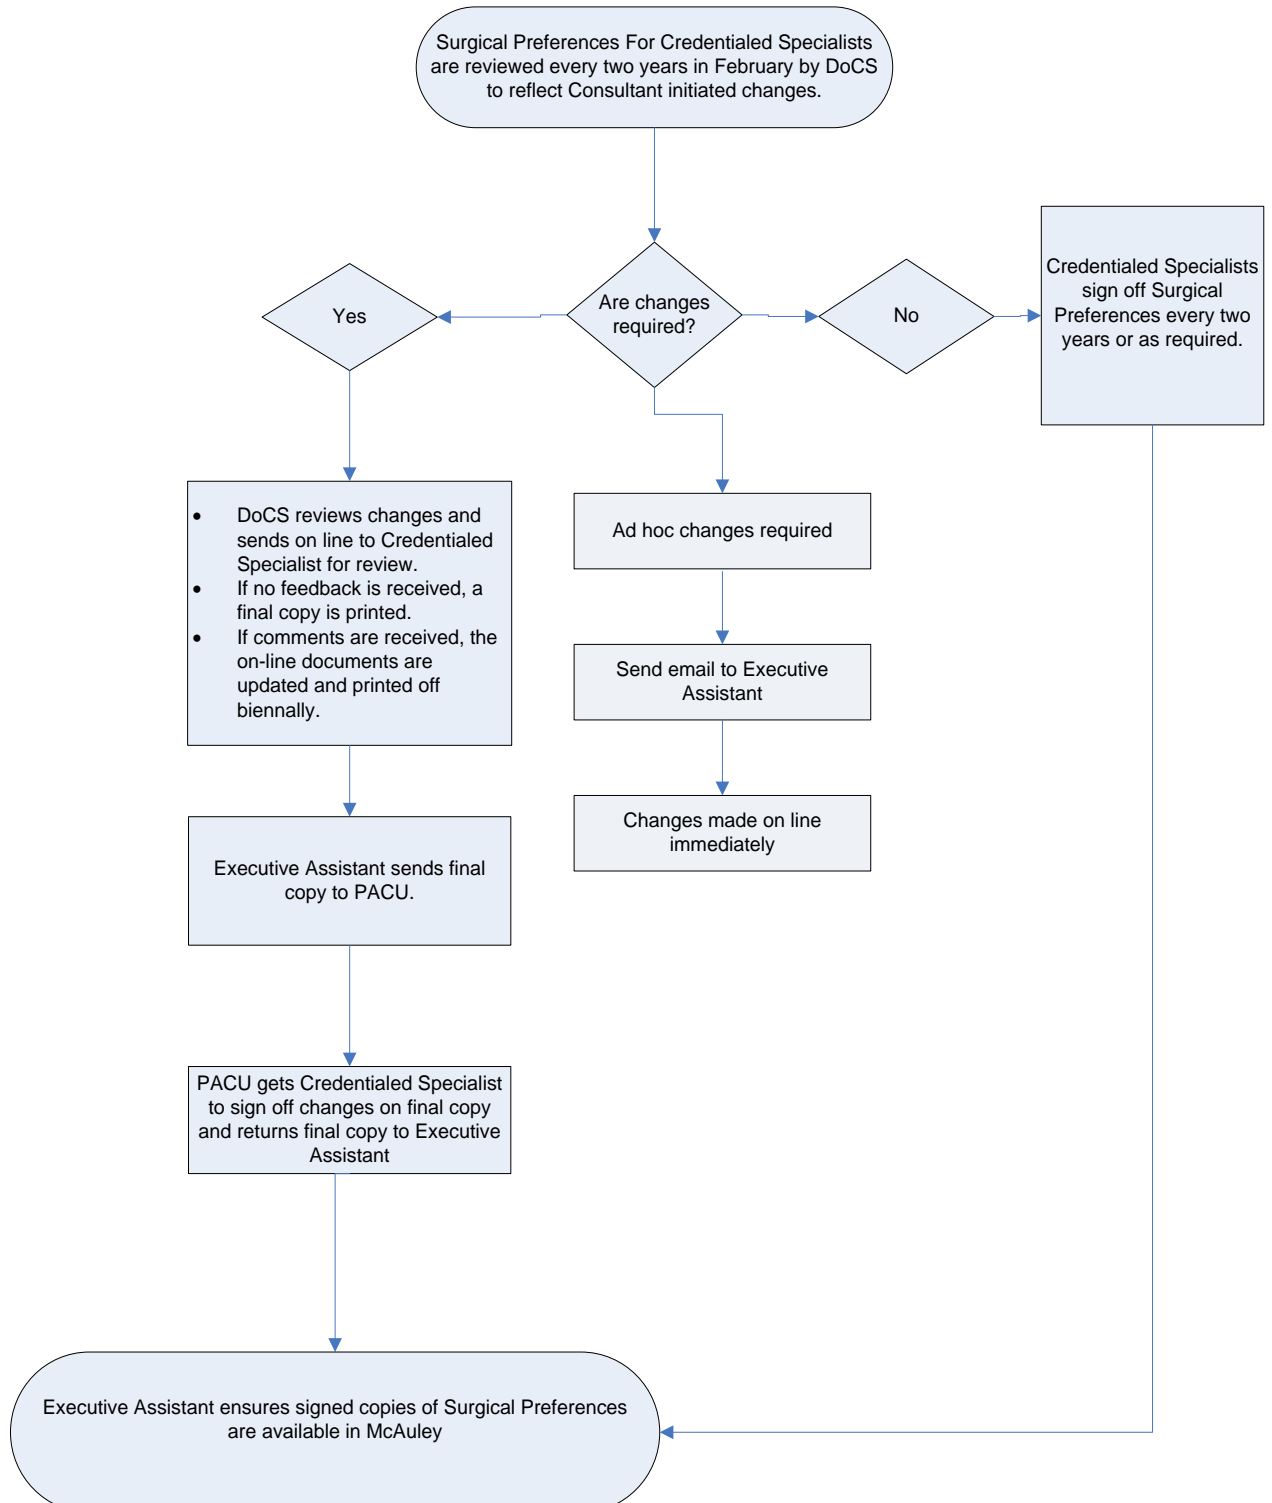 Surgical Preferences For Credentialed Specialists
are reviewed every two years in February by DoCS
to reflect Consultant initiated changes.
Are changes
required?
Yes
No
Credentialed Specialists
sign off Surgical
Preferences every two
years or as required.
• DoCS reviews changes and
sends on line to Credentialed
Specialist for review.
• If no feedback is received, a
final copy is printed.
• If comments are received, the
on-line documents are
updated and printed off
biennally.
Ad hoc changes required
Send email to Executive
Assistant
Changes made on line
immediately
Executive Assistant sends final
copy to PACU.
PACU gets Credentialed Specialist
to sign off changes on final copy
and returns final copy to Executive
Assistant
Executive Assistant ensures signed copies of Surgical Preferences
are available in McAuley